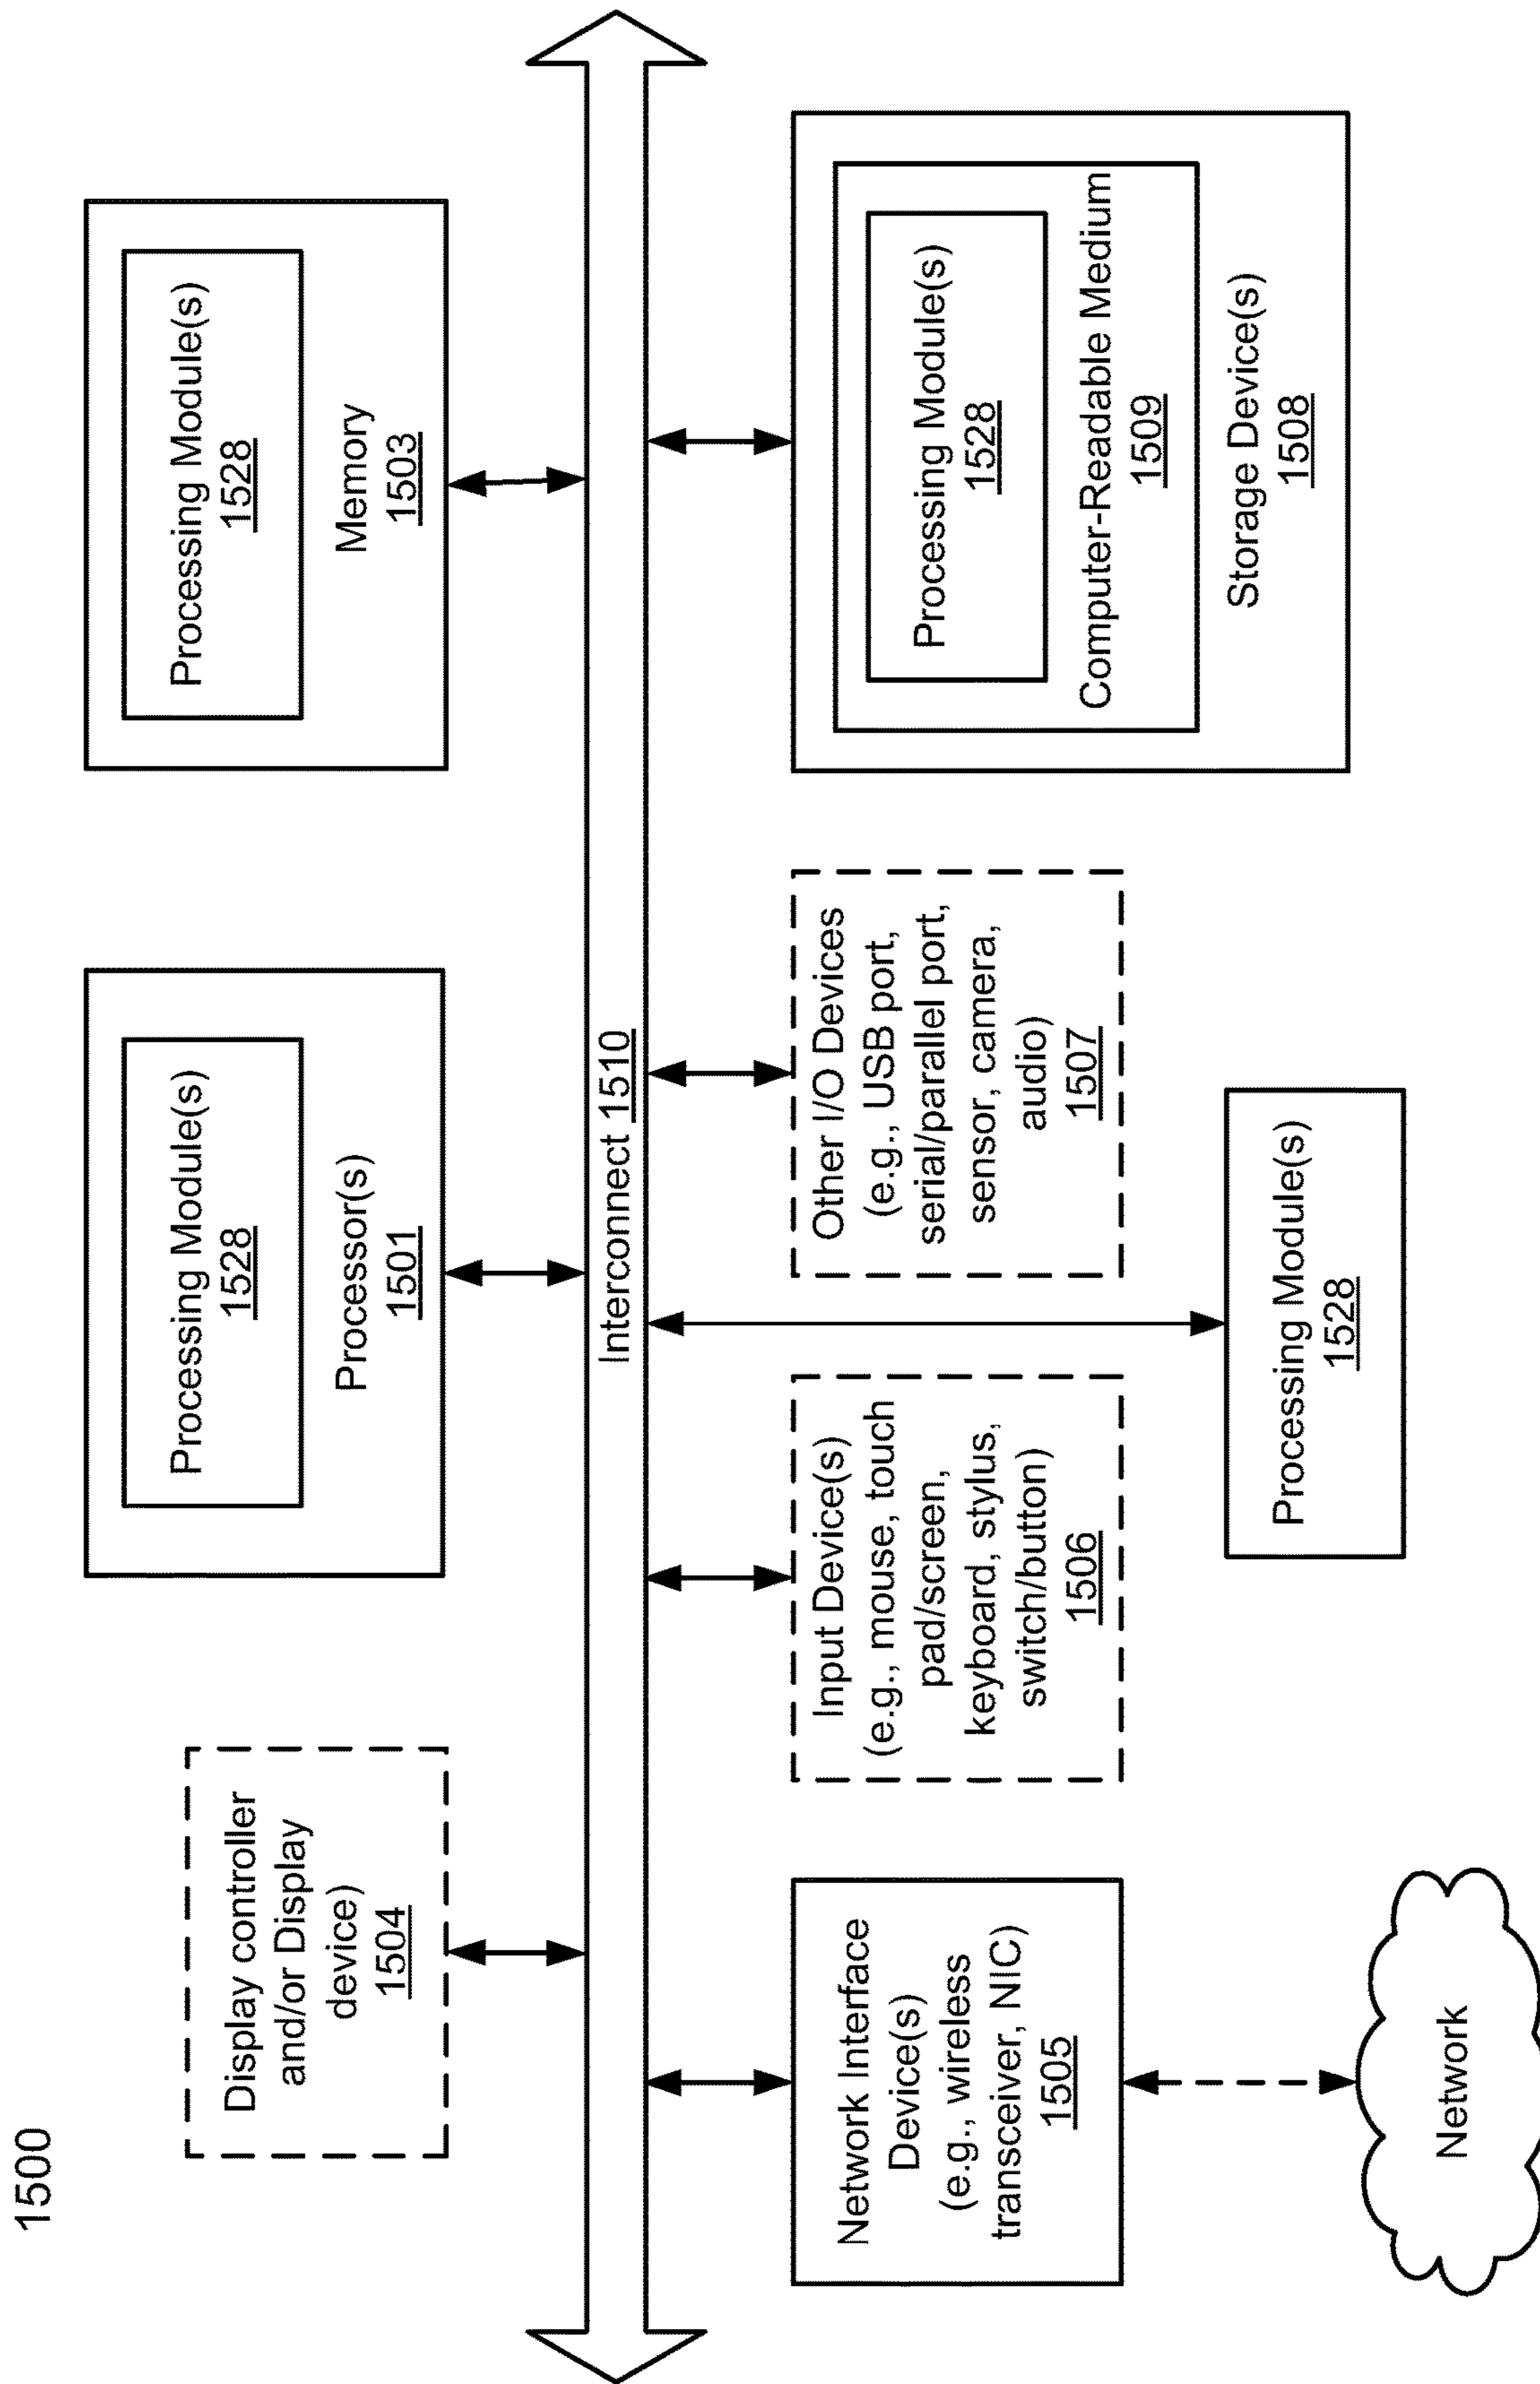 1500
Display controller
and/or Display
device)
1504
Processing Module(s)
1528
Processor(s)
1501
Processing Module(s)
1528
Memory
1503
Interconnect 1510
Network Interface
Device(s)
(e.g., wireless
transceiver, NIC)
1505
Input Device(s)
(e.g., mouse, touch
pad/screen,
keyboard, stylus,
switch/button)
1506
Other I/O Devices
(e.g., USB port,
serial/parallel port,
sensor, camera,
audio)
1507
Processing Module(s)
1528
Computer-Readable Medium
1509
Storage Device(s)
1508
Network
Processing Module(s)
1528